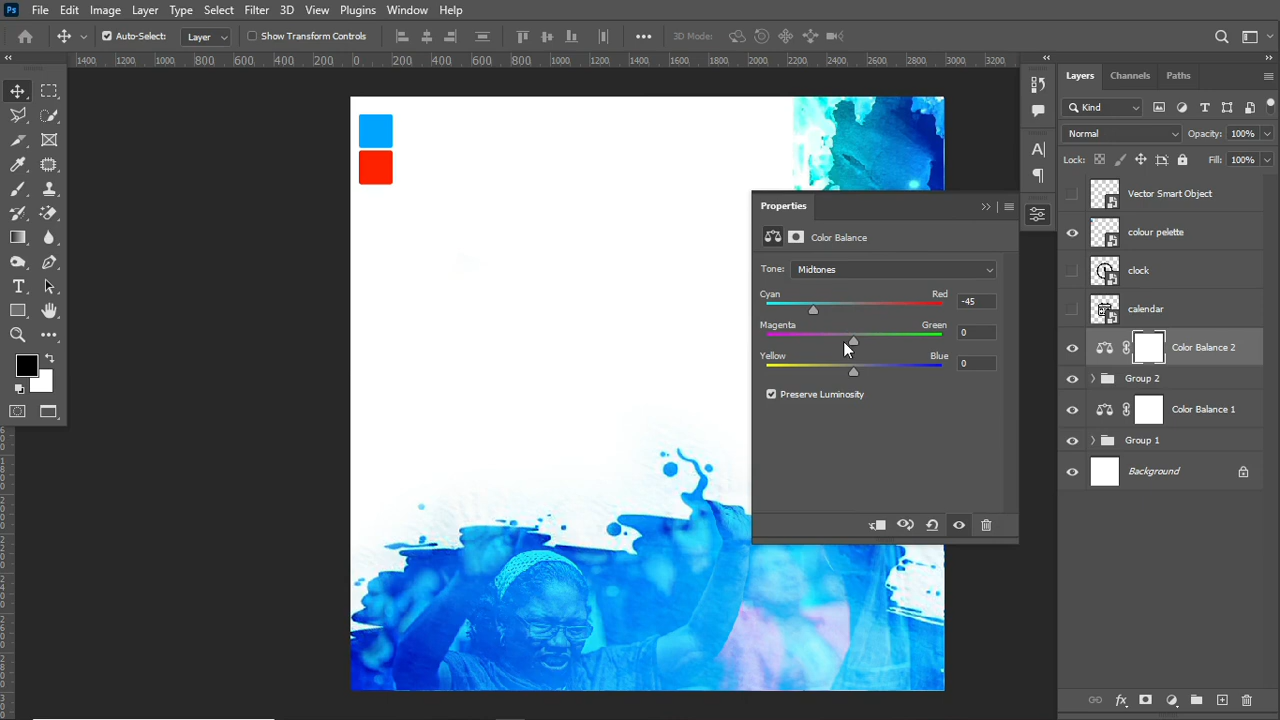 Ps File Edit Image Layer Type Select Filter 3D View Plugins Window Help
Auto-Select: Layer Show Transform Controls ••• 3D Mode:
1400 1200 1000 800 600 400 200 0 200 400 600 800 1000 1200 1400 1600 1800 2000 2200 2400 2600 2800 3000 3200
Properties
Color Balance
Tone: Midtones
Cyan Red -45
Magenta Green 0
Yellow Blue 0
Preserve Luminosity
Layers Channels Paths
Kind
Normal Opacity: 100%
Lock: Fill: 100%
Vector Smart Object
colour pelette
clock
calendar
Color Balance 2
Group 2
Color Balance 1
Group 1
Background